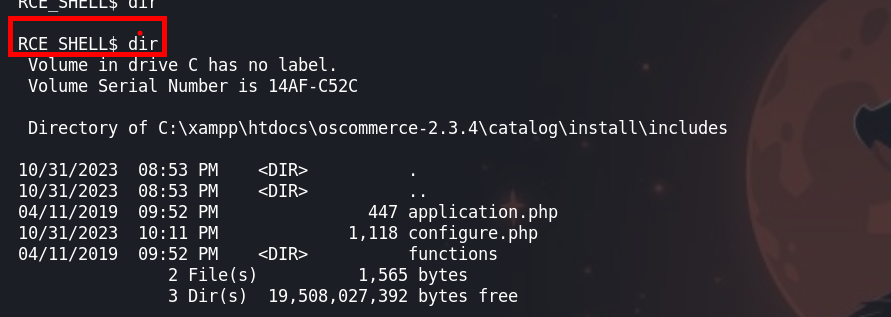 RCE_SHELL$ dir
RCE SHELL$ dir
Volume in drive C has no label.
Volume Serial Number is 14AF-C52C
Directory of C:\xampp\htdocs\oscommerce-2.3.4\catalog\install\includes
10/31/2023  08:53 PM    <DIR>          .
10/31/2023  08:53 PM    <DIR>          ..
04/11/2019  09:52 PM               447 application.php
10/31/2023  10:11 PM             1,118 configure.php
04/11/2019  09:52 PM    <DIR>          functions
               2 File(s)          1,565 bytes
               3 Dir(s)  19,508,027,392 bytes free